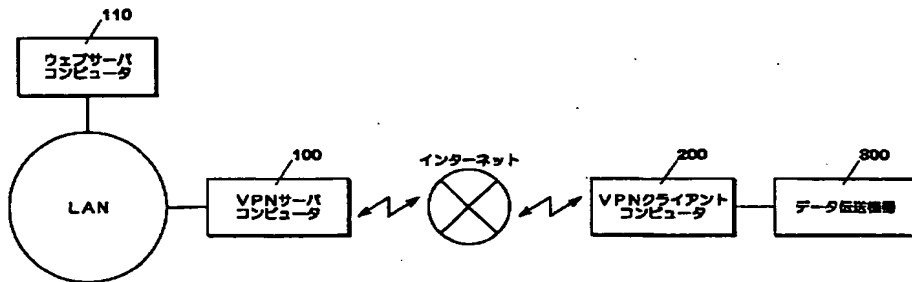 110
ウェブサーバ
コンピュータ
LAN
100
VPNサーバ
コンピュータ
インターネット
200
VPNクライアント
コンピュータ
300
データ伝送機器